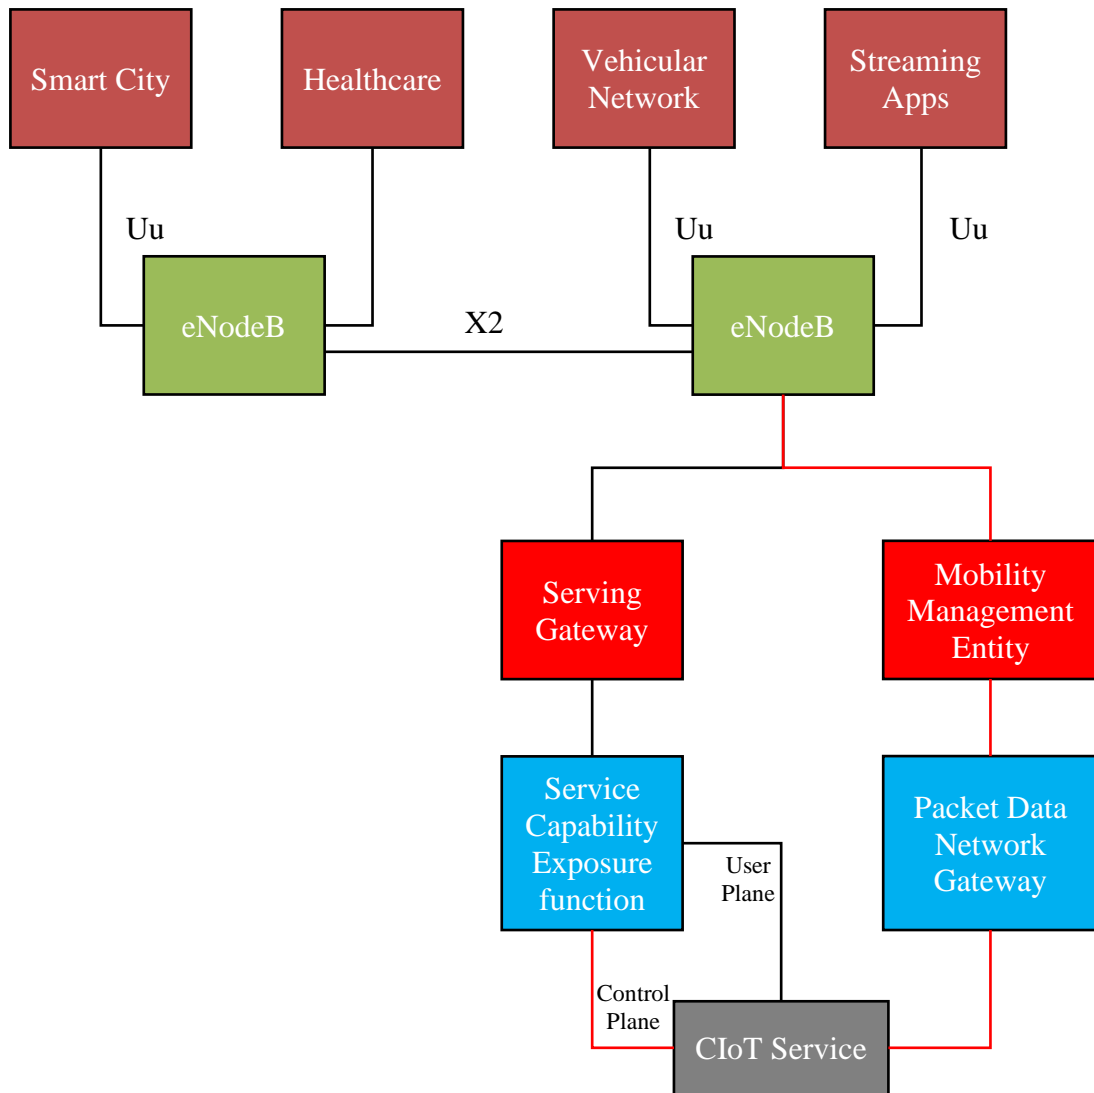 Smart City
Healthcare
Vehicular
Network
Streaming
Apps
Uu
Uu
Uu
eNodeB
X2
eNodeB
Serving
Gateway
Mobility
Management
Entity
Service
Capability
Exposure
function
Packet Data
Network
Gateway
User
Plane
Control
Plane
CIoT Service